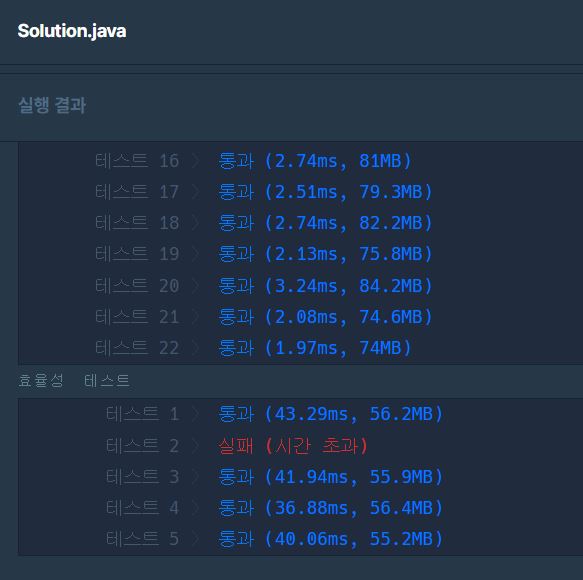 Solution.java
실행 결과
테스트 16 〉 통과 (2.74ms, 81MB)
테스트 17 〉 통과 (2.51ms, 79.3MB)
테스트 18 〉 통과 (2.74ms, 82.2MB)
테스트 19 〉 통과 (2.13ms, 75.8MB)
테스트 20 〉 통과 (3.24ms, 84.2MB)
테스트 21 〉 통과 (2.08ms, 74.6MB)
테스트 22 〉 통과 (1.97ms, 74MB)
효율성 테스트
테스트 1 〉 통과 (43.29ms, 56.2MB)
테스트 2 〉 실패 (시간 초과)
테스트 3 〉 통과 (41.94ms, 55.9MB)
테스트 4 〉 통과 (36.88ms, 56.4MB)
테스트 5 〉 통과 (40.06ms, 55.2MB)